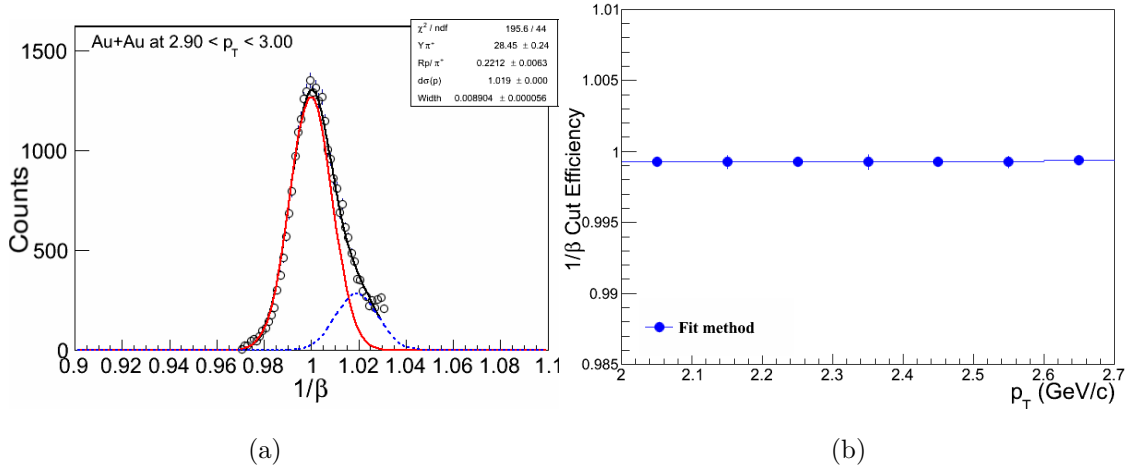 Au+Au at 2.90 < pT < 3.00
χ² / ndf 195.6 / 44
Yπ⁺ 28.45 ± 0.24
Rp/π⁺ 0.2212 ± 0.0063
dσ(p) 1.019 ± 0.000
Width 0.008904 ± 0.000056
1500
1000
500
0
Counts
0.9 0.92 0.94 0.96 0.98 1 1.02 1.04 1.06 1.08 1.1
1/β
(a)
1.01
1.005
1
0.995
0.99
0.985
1/β Cut Efficiency
Fit method
2 2.1 2.2 2.3 2.4 2.5 2.6 2.7
pT (GeV/c)
(b)